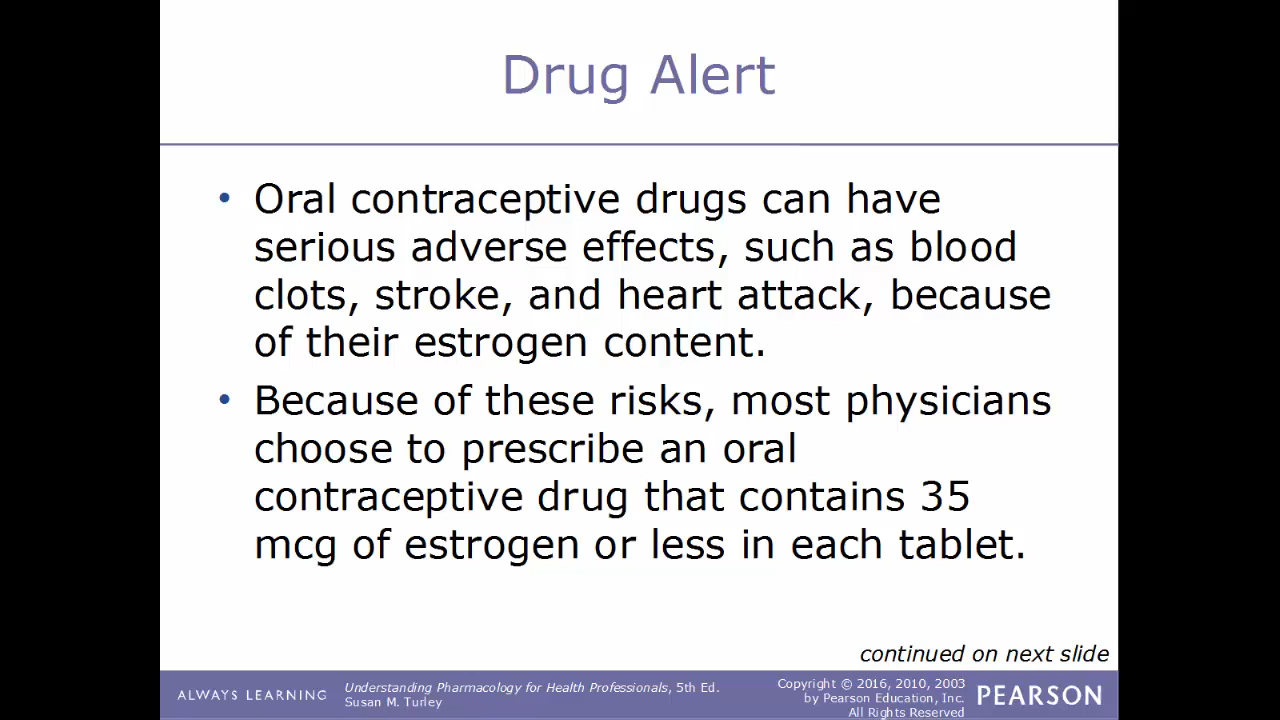 Drug Alert
• Oral contraceptive drugs can have
serious adverse effects, such as blood
clots, stroke, and heart attack, because
of their estrogen content.
• Because of these risks, most physicians
choose to prescribe an oral
contraceptive drug that contains 35
mcg of estrogen or less in each tablet.
continued on next slide
ALWAYS LEARNING
Understanding Pharmacology for Health Professionals, 5th Ed.
Susan M. Turley
Copyright © 2016, 2010, 2003
by Pearson Education, Inc.
All Rights Reserved
PEARSON